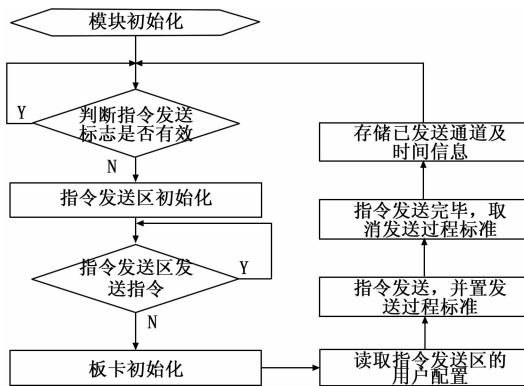 模块初始化
Y
判断指令发送
标志是否有效
N
指令发送区初始化
指令发送区发
送指令
Y
N
板卡初始化
读取指令发送区的
用户配置
指令发送，并置发
送过程标准
指令发送完毕，取
消发送过程标准
存储已发送通道及
时间信息